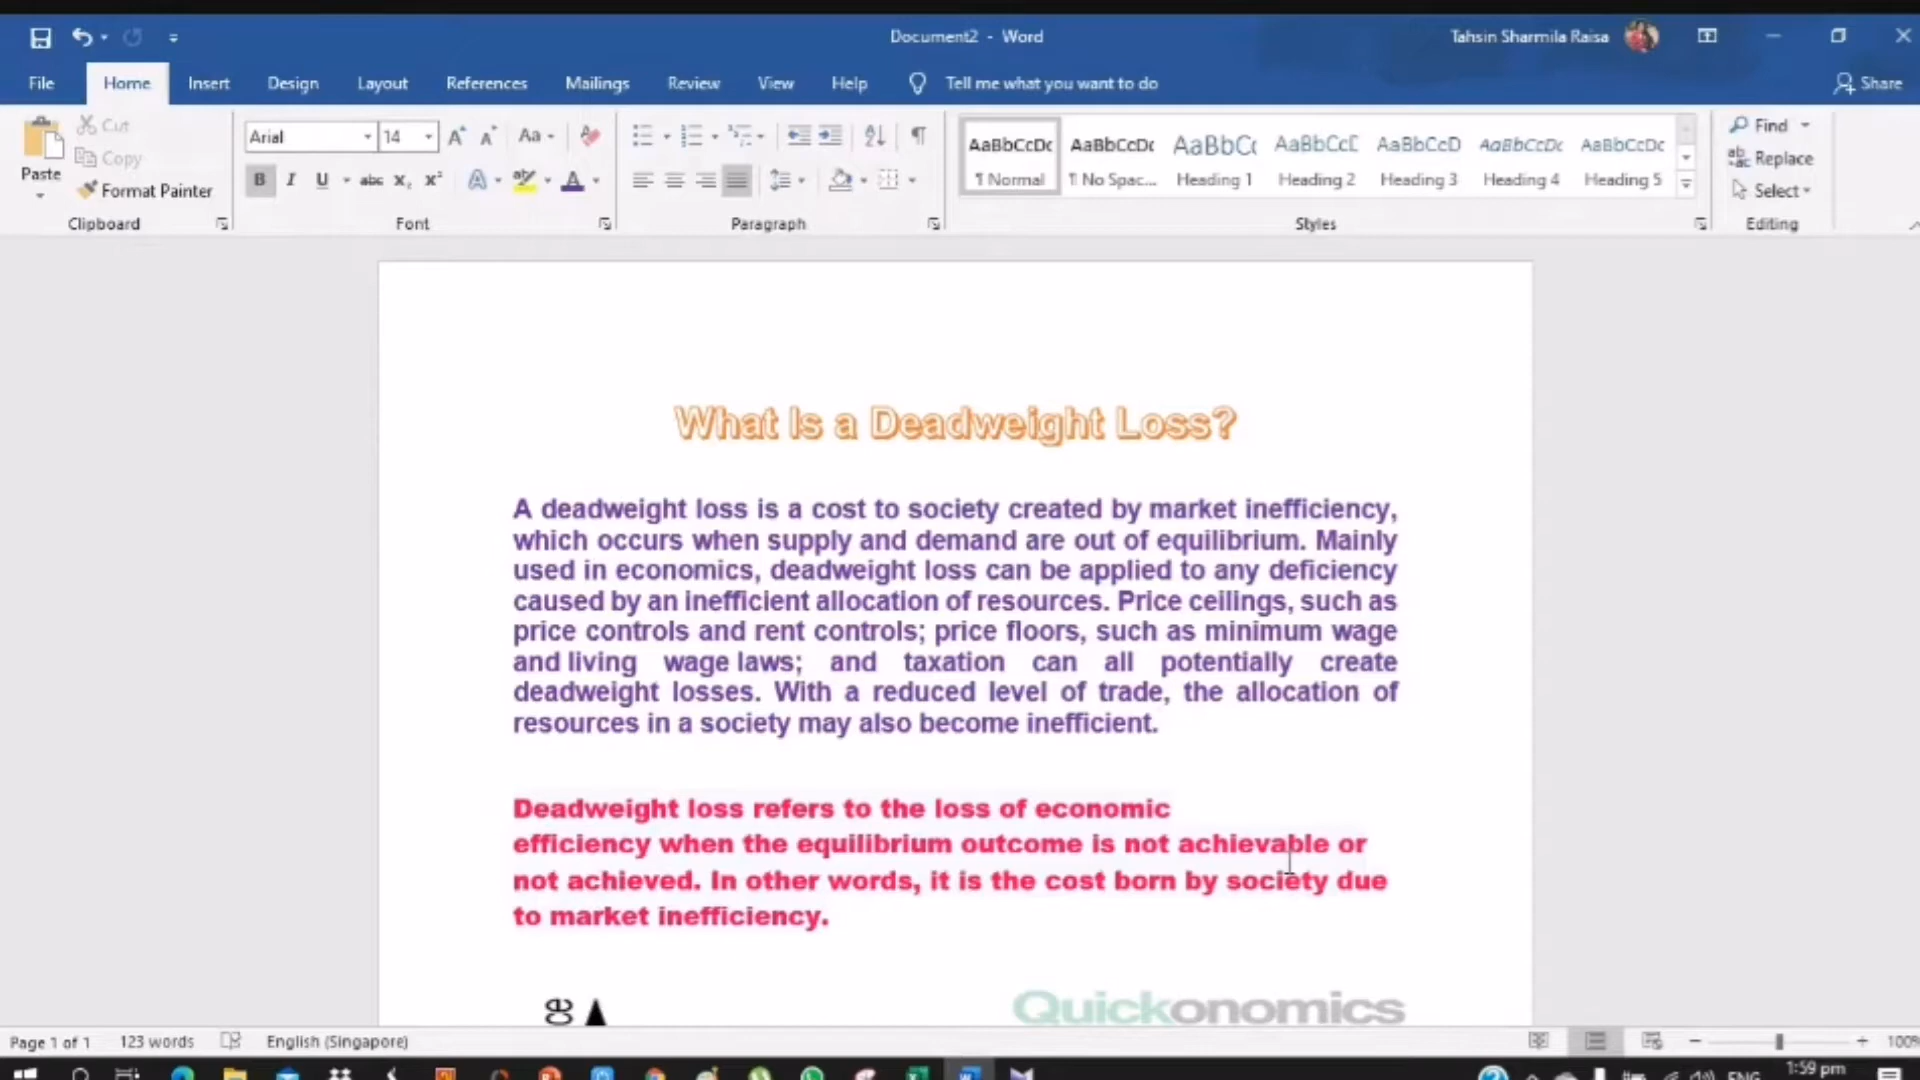 Document2 - Word
Tahsin Sharmila Raisa
File Home Insert Design Layout References Mailings Review View Help Tell me what you want to do Share
Paste
Cut
Copy
Format Painter
Clipboard
Arial 14
Font
Paragraph
AaBbCcDc AaBbCcDc AaBbCc AaBbCcD AaBbCcD AaBbCcDc AaBbCcDc
¶ Normal ¶ No Spac... Heading 1 Heading 2 Heading 3 Heading 4 Heading 5
Styles
Find
Replace
Select
Editing
What Is a Deadweight Loss?
A deadweight loss is a cost to society created by market inefficiency,
which occurs when supply and demand are out of equilibrium. Mainly
used in economics, deadweight loss can be applied to any deficiency
caused by an inefficient allocation of resources. Price ceilings, such as
price controls and rent controls; price floors, such as minimum wage
and living wage laws; and taxation can all potentially create
deadweight losses. With a reduced level of trade, the allocation of
resources in a society may also become inefficient.
Deadweight loss refers to the loss of economic
efficiency when the equilibrium outcome is not achievable or
not achieved. In other words, it is the cost born by society due
to market inefficiency.
Quickonomics
Page 1 of 1 123 words English (Singapore) 100%
ENG 1:59 pm